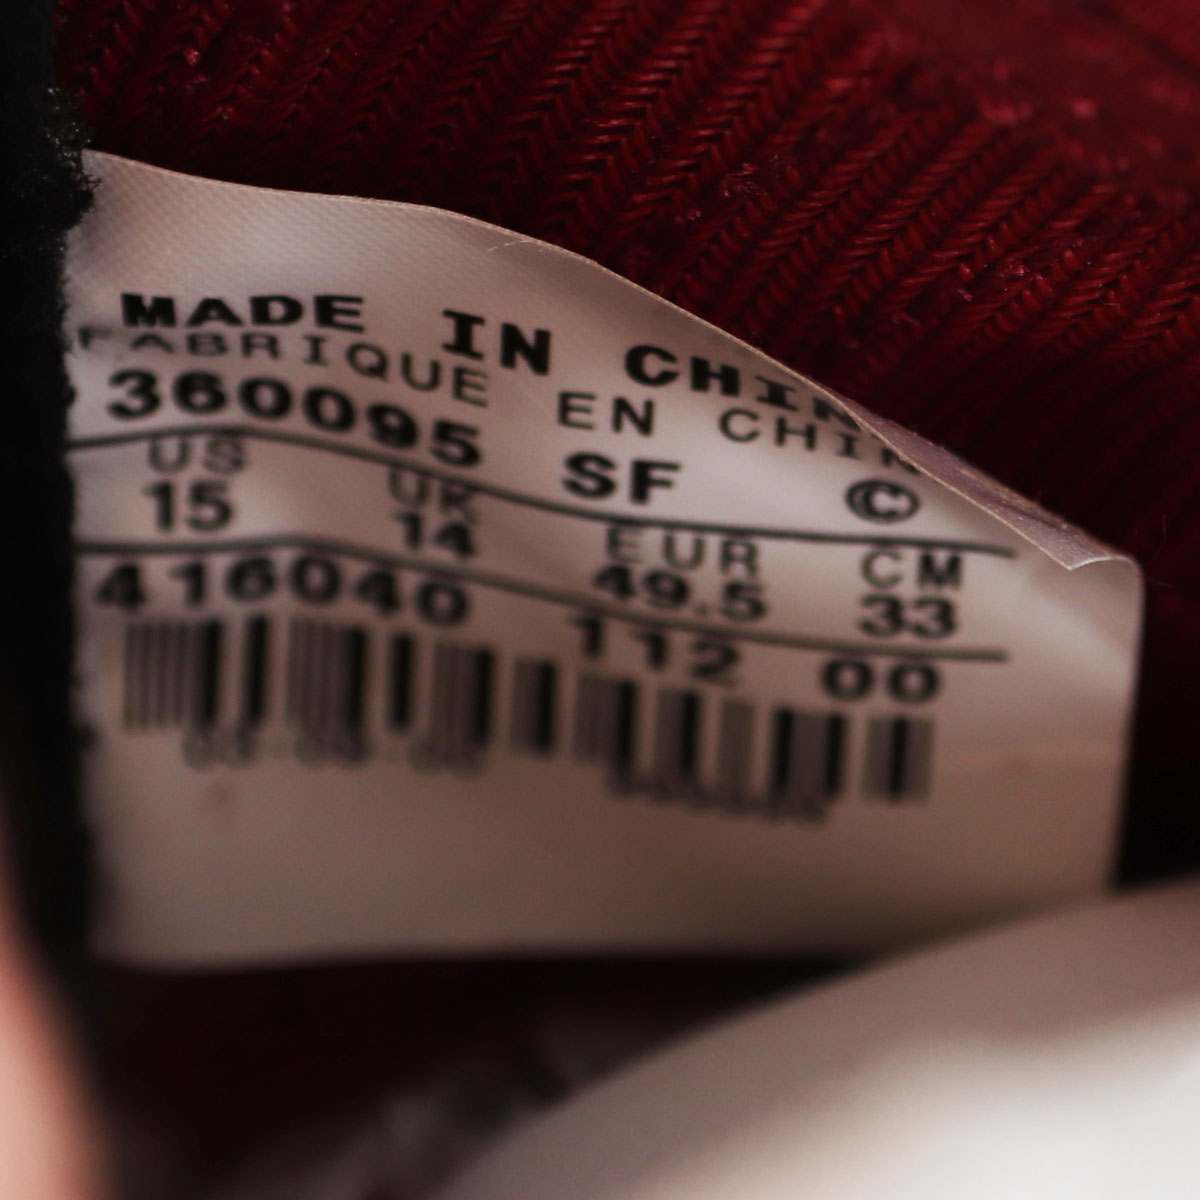 MADE IN CHIN
FABRIQUE EN CHIN
360095 SF ©
US UK EUR CM
15 14 49.5 33
416040 112 00